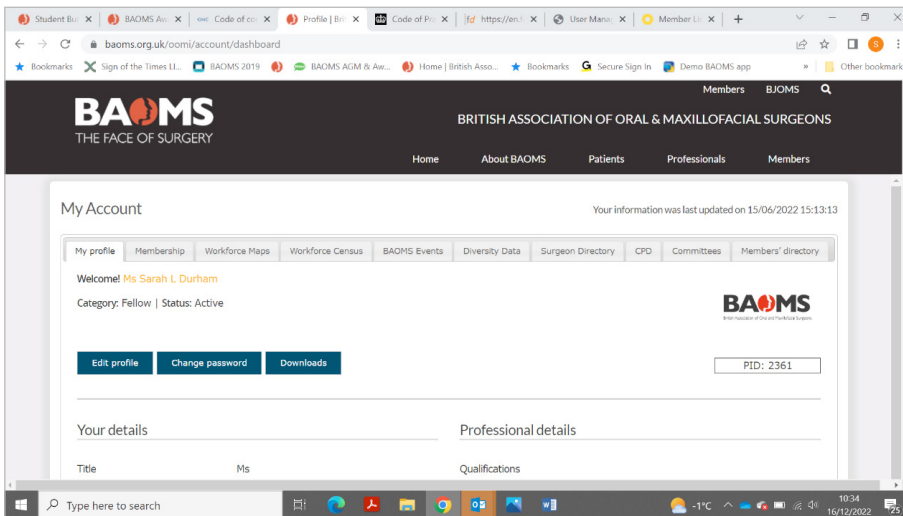 Student Bu
BAOMS Aw
Code of co
Profile | Bri
Code of Pr
https://en.
User Mana
Member Li
baoms.org.uk/oomi/account/dashboard
Bookmarks
Sign of the Times LI...
BAOMS 2019
BAOMS AGM & Aw...
Home | British Asso...
Bookmarks
Secure Sign In
Demo BAOMS app
»
Other bookmark
Members BJOMS
BAOMS
THE FACE OF SURGERY
BRITISH ASSOCIATION OF ORAL & MAXILLOFACIAL SURGEONS
Home About BAOMS Patients Professionals Members
My Account
Your information was last updated on 15/06/2022 15:13:13
My profile Membership Workforce Maps Workforce Census BAOMS Events Diversity Data Surgeon Directory CPD Committees Members' directory
Welcome! Ms Sarah L Durham
Category: Fellow | Status: Active
BAOMS
Edit profile Change password Downloads
PID: 2361
Your details
Professional details
Title Ms
Qualifications
Type here to search
-1°C
10:34
16/12/2022
25